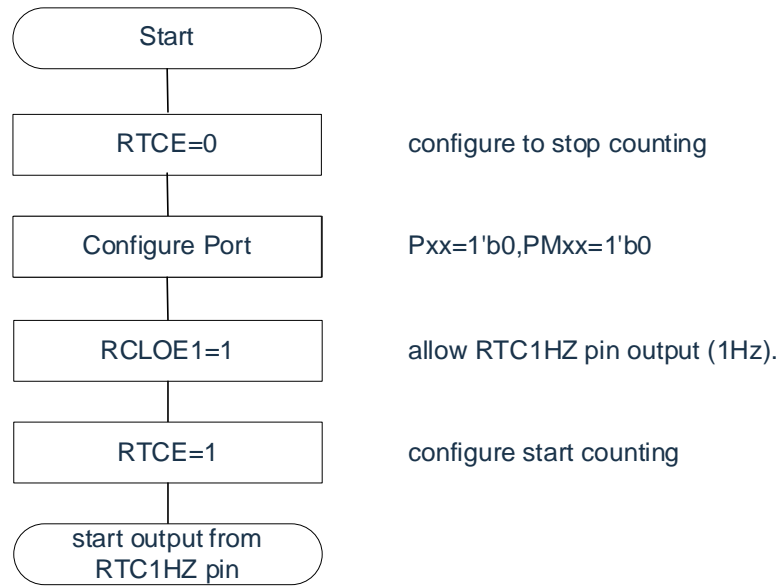 Start
RTCE=0
configure to stop counting
Configure Port
Pxx=1'b0,PMxx=1'b0
RCLOE1=1
allow RTC1HZ pin output (1Hz).
RTCE=1
configure start counting
start output from
RTC1HZ pin